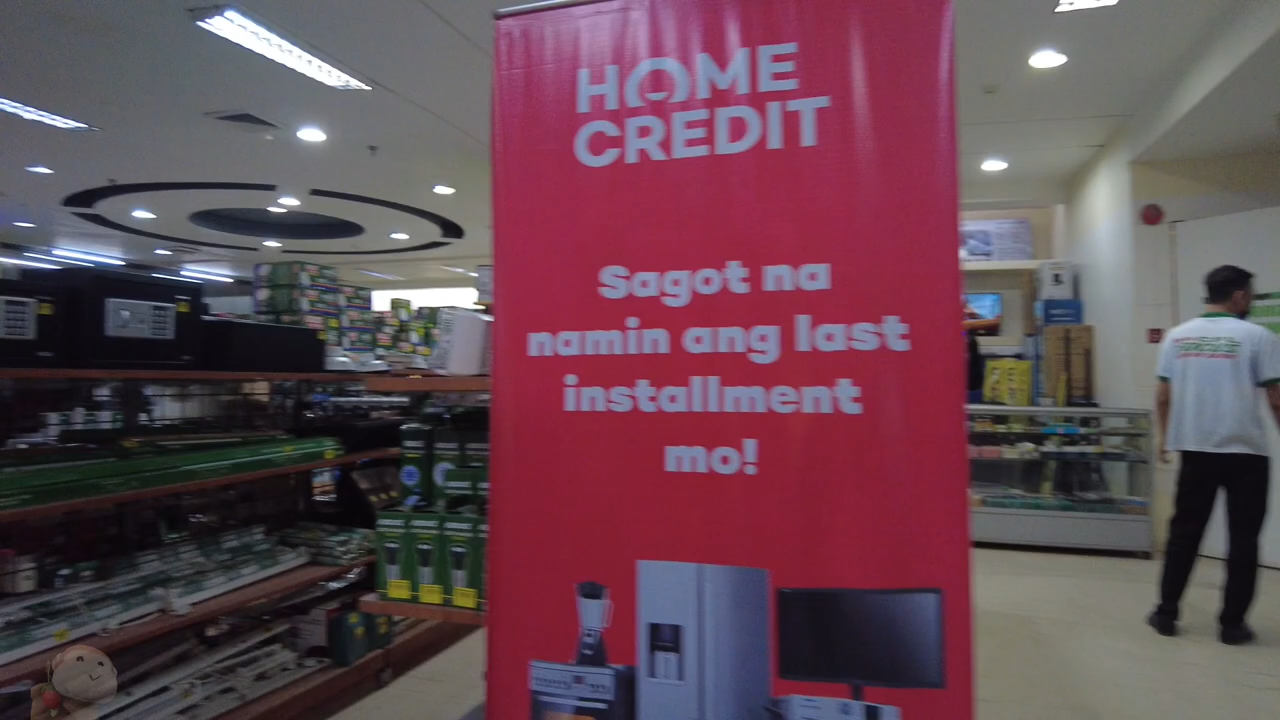 HOME
CREDIT
Sagot na
namin ang last
installment
mo!